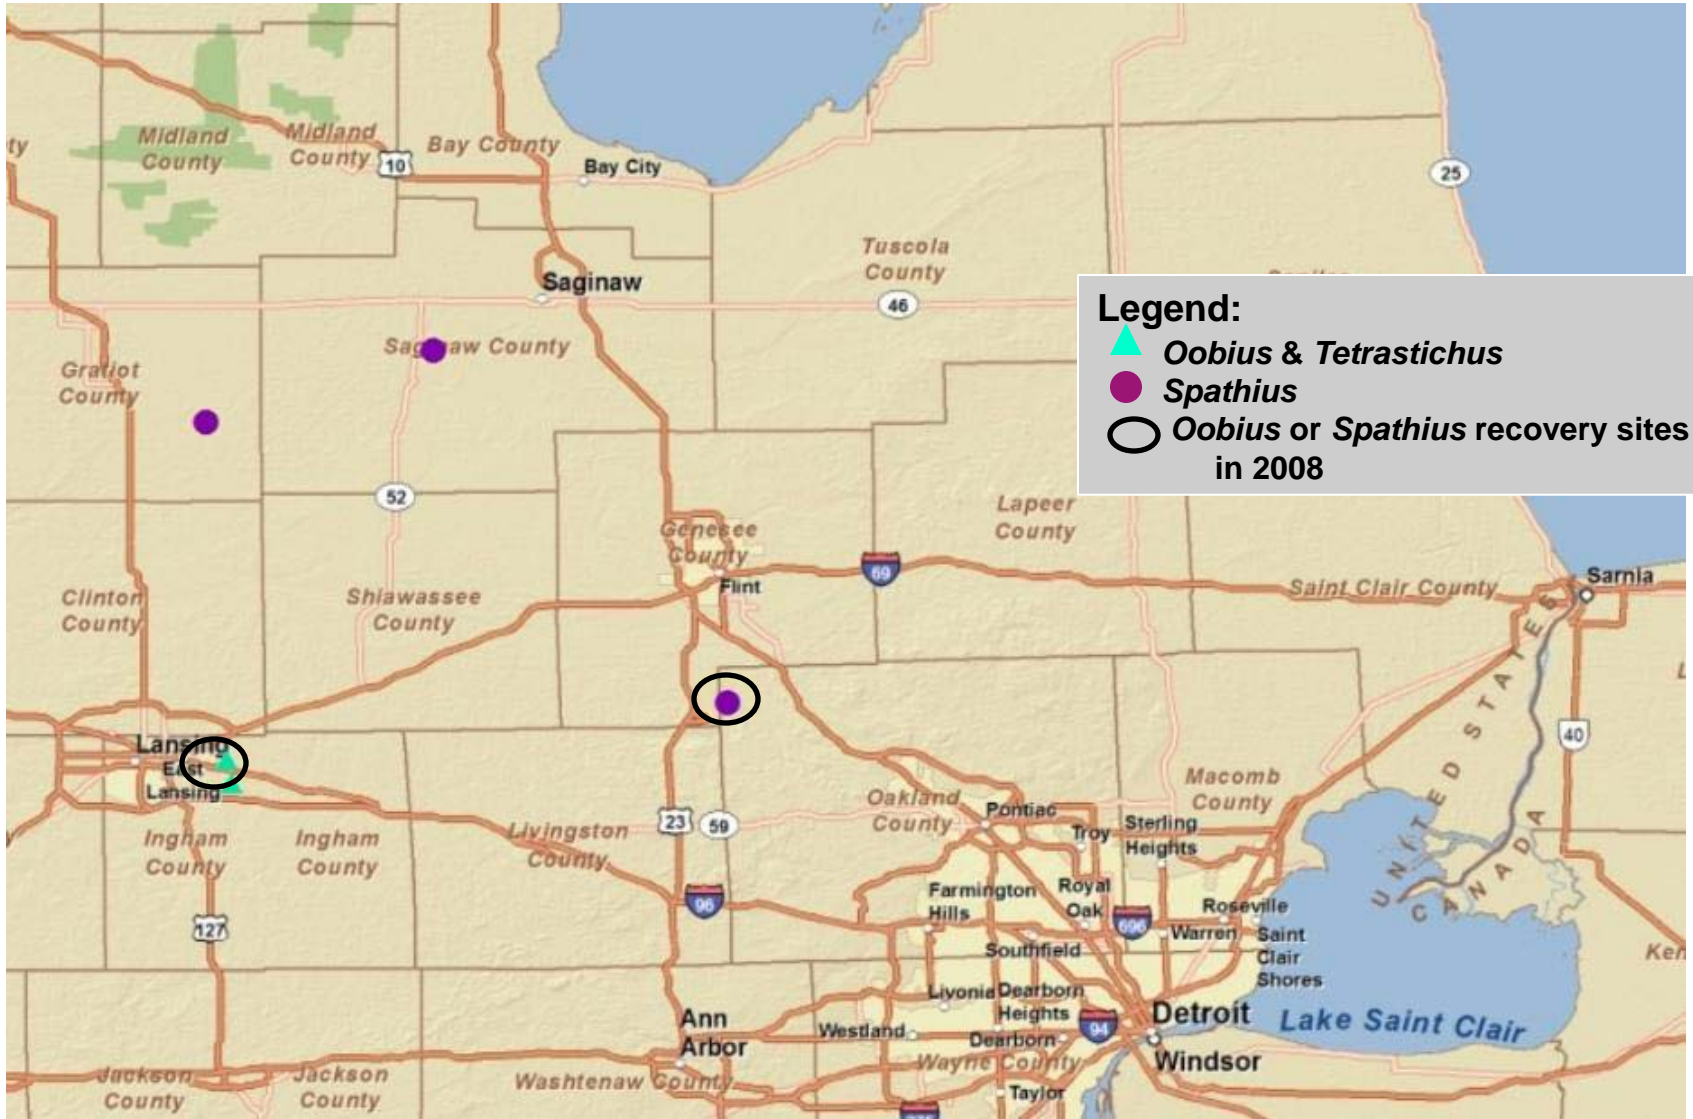 Midland
County
Midland
County
Bay County
10
Bay City
25
Tuscola
County
Saginaw
46
Legend:
Oobius & Tetrastichus
Spathius
Oobius or Spathius recovery sites
in 2008
Saginaw County
Gratiot
County
52
Lapeer
County
Genesee
County
Flint
69
Saint Clair County
Sarnia
Clinton
County
Shiawassee
County
UNITED STATES
CANADA
40
Lansing
East
Lansing
Ingham
County
Ingham
County
Livingston
County
23
59
Oakland
County
Pontiac
Troy
Sterling
Heights
Macomb
County
96
Farmington
Hills
Royal
Oak
696
Roseville
Warren
Saint
Clair
Shores
Southfield
127
Ken
Livonia
Dearborn
Heights
Ann
Arbor
Westland
Dearborn
94
Detroit
Windsor
Lake Saint Clair
Wayne County
Washtenaw County
Jackson
County
Jackson
County
Taylor